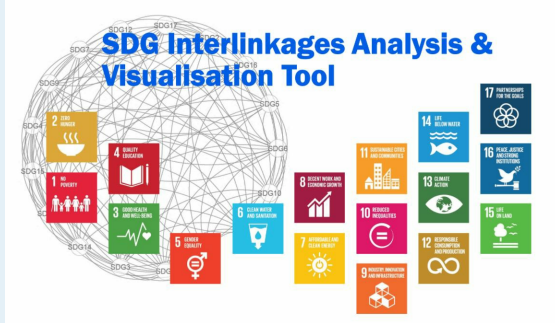 SDG Interlinkages Analysis &
Visualisation Tool
SDG17
SDG12
SDG7
SDG16
SDG9
SDG5
SDG4
SDG6
SDG15
SDG10
SDG14
SDG3
17 PARTNERSHIPS
FOR THE GOALS
2 ZERO
HUNGER
14 LIFE
BELOW WATER
4 QUALITY
EDUCATION
11 SUSTAINABLE CITIES
AND COMMUNITIES
16 PEACE, JUSTICE
AND STRONG
INSTITUTIONS
1 NO
POVERTY
8 DECENT WORK AND
ECONOMIC GROWTH
13 CLIMATE
ACTION
3 GOOD HEALTH
AND WELL-BEING
6 CLEAN WATER
AND SANITATION
10 REDUCED
INEQUALITIES
15 LIFE
ON LAND
5 GENDER
EQUALITY
7 AFFORDABLE AND
CLEAN ENERGY
12 RESPONSIBLE
CONSUMPTION
AND PRODUCTION
9 INDUSTRY, INNOVATION
AND INFRASTRUCTURE